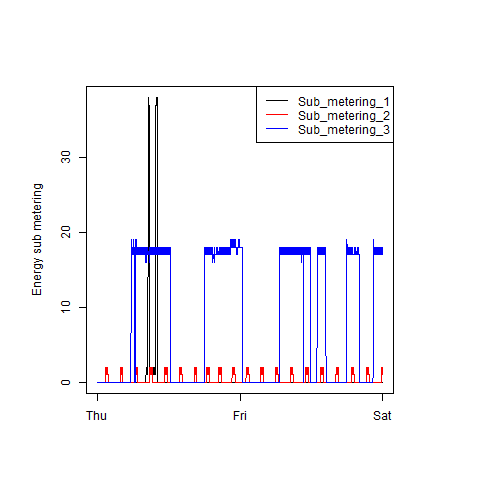 Sub_metering_1
Sub_metering_2
Sub_metering_3
Energy sub metering
30
20
10
0
Thu Fri Sat